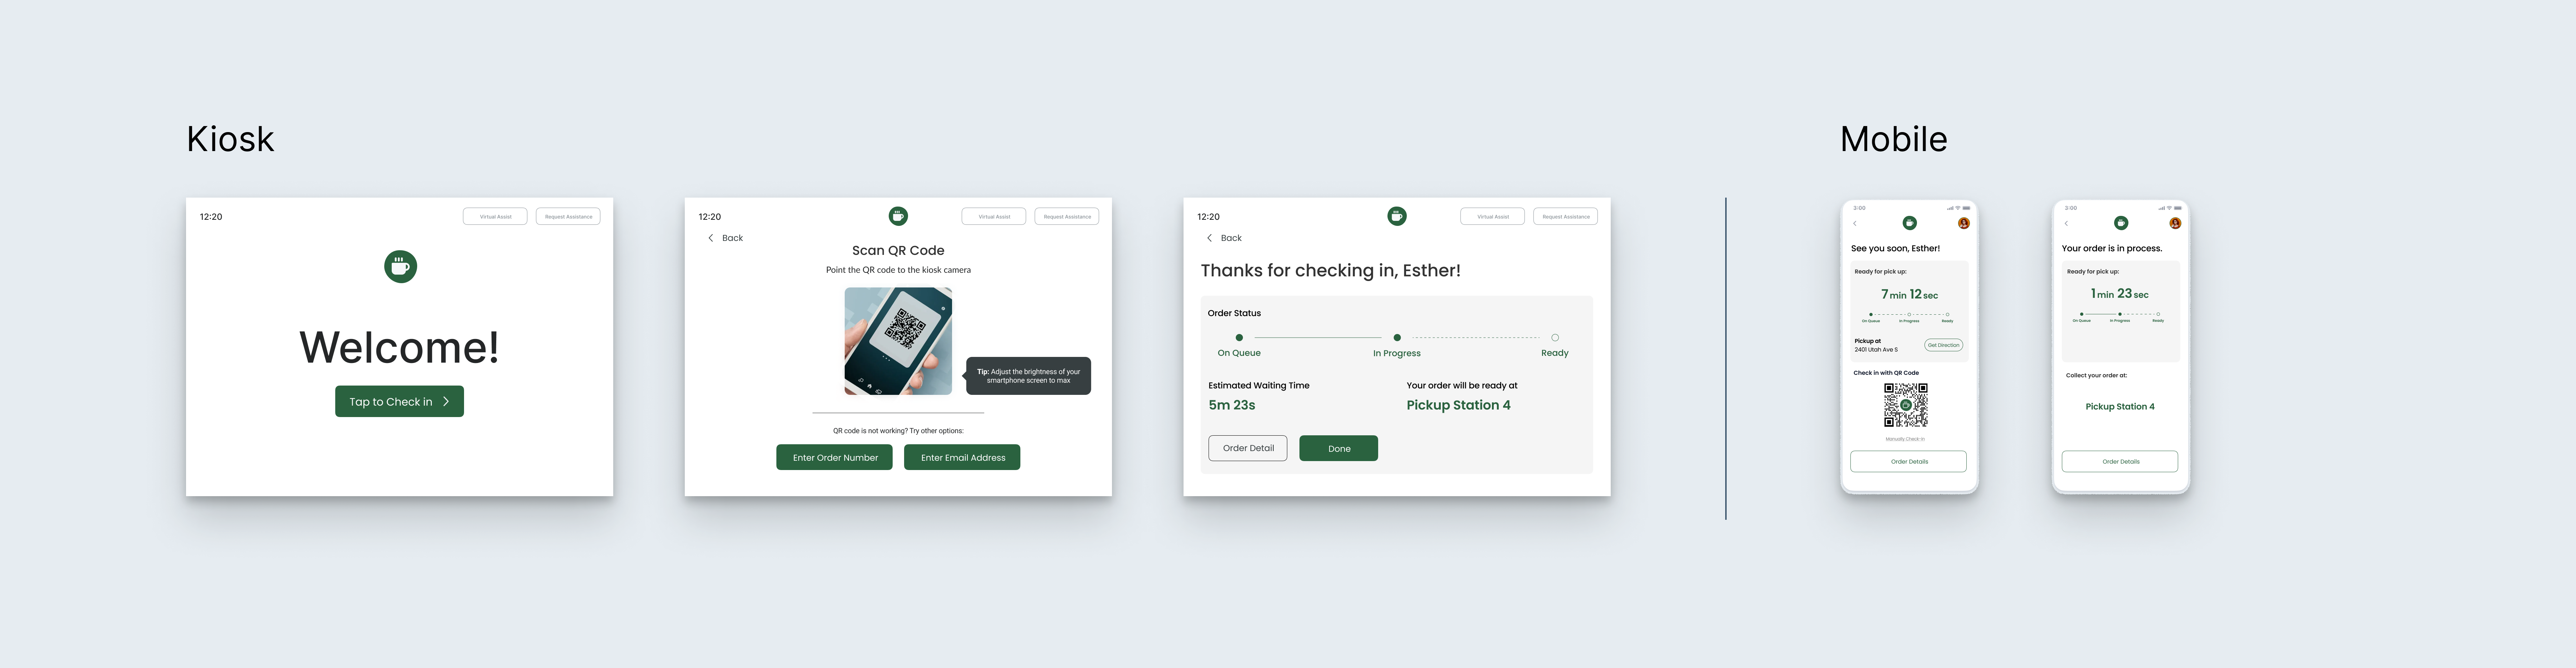 Kiosk
12:20
Virtual Assist
Request Assistance
Welcome!
Tap to Check in
12:20
Virtual Assist
Request Assistance
Back
Scan QR Code
Point the QR code to the kiosk camera
Tip: Adjust the brightness of your
smartphone screen to max
QR code is not working? Try other options:
Enter Order Number
Enter Email Address
12:20
Virtual Assist
Request Assistance
Back
Thanks for checking in, Esther!
Order Status
On Queue
In Progress
Ready
Estimated Waiting Time
Your order will be ready at
5m 23s
Pickup Station 4
Order Detail
Done
Mobile
2:00
See you soon, Esther!
Ready for pick up:
7 min 12 sec
On Queue
In Progress
Ready
Pickup at
2401 Utah Ave S
Get Direction
Check in with QR Code
Manually Check In
Order Details
2:00
Your order is in process.
Ready for pick up:
1 min 23 sec
On Queue
In Progress
Ready
Collect your order at:
Pickup Station 4
Order Details